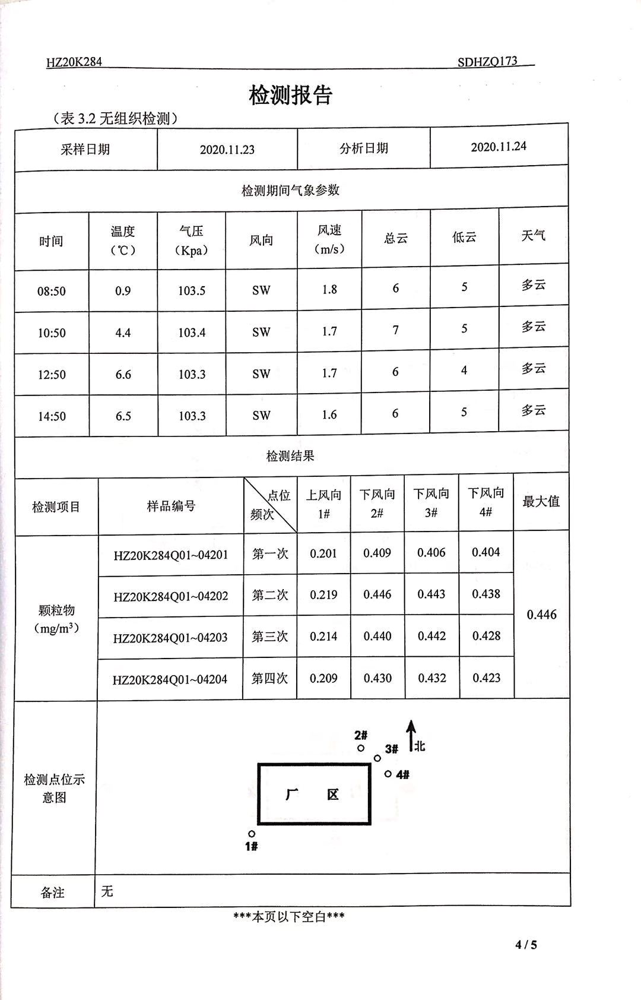 HZ20K284 SDHZQ173
检测报告
（表 3.2 无组织检测）
采样日期 2020.11.23 分析日期 2020.11.24
检测期间气象参数
时间 温度（℃） 气压（Kpa） 风向 风速（m/s） 总云 低云 天气
08:50 0.9 103.5 SW 1.8 6 5 多云
10:50 4.4 103.4 SW 1.7 7 5 多云
12:50 6.6 103.3 SW 1.7 6 4 多云
14:50 6.5 103.3 SW 1.6 6 5 多云
检测结果
检测项目 样品编号 点位 频次 上风向1# 下风向2# 下风向3# 下风向4# 最大值
颗粒物（mg/m³）
HZ20K284Q01~04201 第一次 0.201 0.409 0.406 0.404
HZ20K284Q01~04202 第二次 0.219 0.446 0.443 0.438
0.446
HZ20K284Q01~04203 第三次 0.214 0.440 0.442 0.428
HZ20K284Q01~04204 第四次 0.209 0.430 0.432 0.423
检测点位示意图
2#
3# 北
4#
厂 区
1#
备注 无
***本页以下空白***
4 / 5